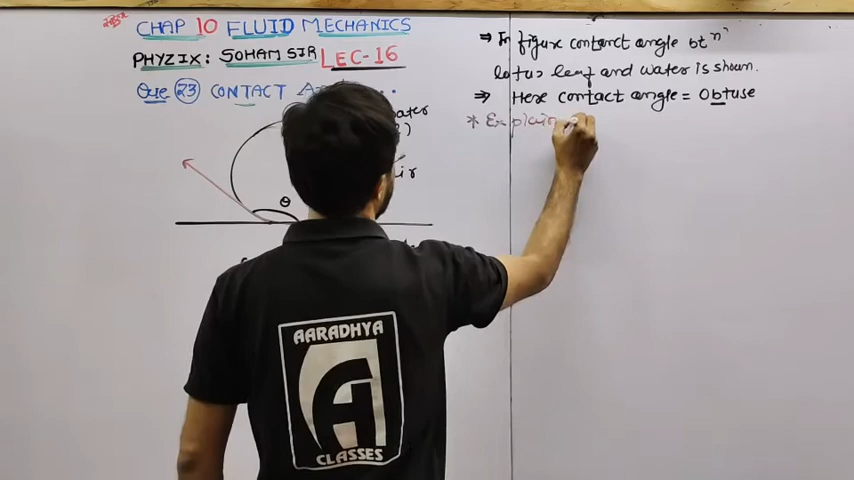 CHAP 10 FLUID MECHANICS
PHYZIX: SOHAM SIR LEC-16
Que 23 CONTACT
θ
⇒ In figure contact angle btⁿ
lotus leaf and water is shown.
⇒ Here contact angle = Obtuse
* Explain
AARADHYA
CLASSES